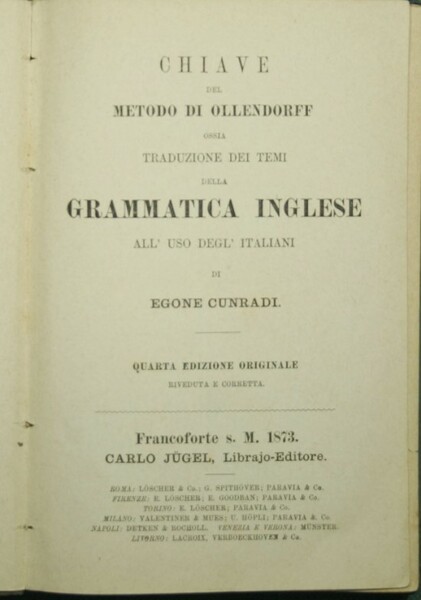 CHIAVE
DEL
METODO DI OLLENDORFF
OSSIA
TRADUZIONE DEI TEMI
DELLA
GRAMMATICA INGLESE
ALL' USO DEGL' ITALIANI
DI
EGONE CUNRADI.
QUARTA EDIZIONE ORIGINALE
RIVEDUTA E CORRETTA.
Francoforte s. M. 1873.
CARLO JÜGEL, Librajo-Editore.
ROMA: LÖSCHER & Co.; G. SPITHÖVER; PARAVIA & Co.
FIRENZE: E. LÖSCHER; E. GOODBAN; PARAVIA & Co.
TORINO: E. LÖSCHER; PARAVIA & Co.
MILANO: VALENTINER & MUES; U. HÖPLI; PARAVIA & Co.
NAPOLI: DETKEN & ROCHOLL. VENEZIA E VERONA: MÜNSTER.
LIVORNO: LACROIX, VERBOECKHOVEN & Co.